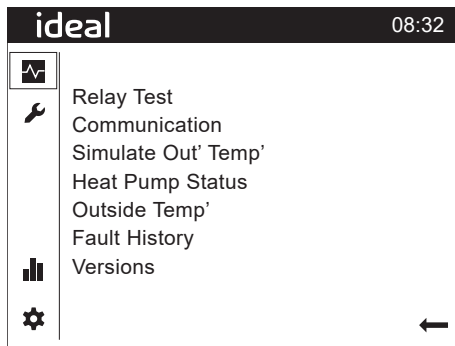 ideal 08:32
Relay Test
Communication
Simulate Out' Temp'
Heat Pump Status
Outside Temp'
Fault History
Versions